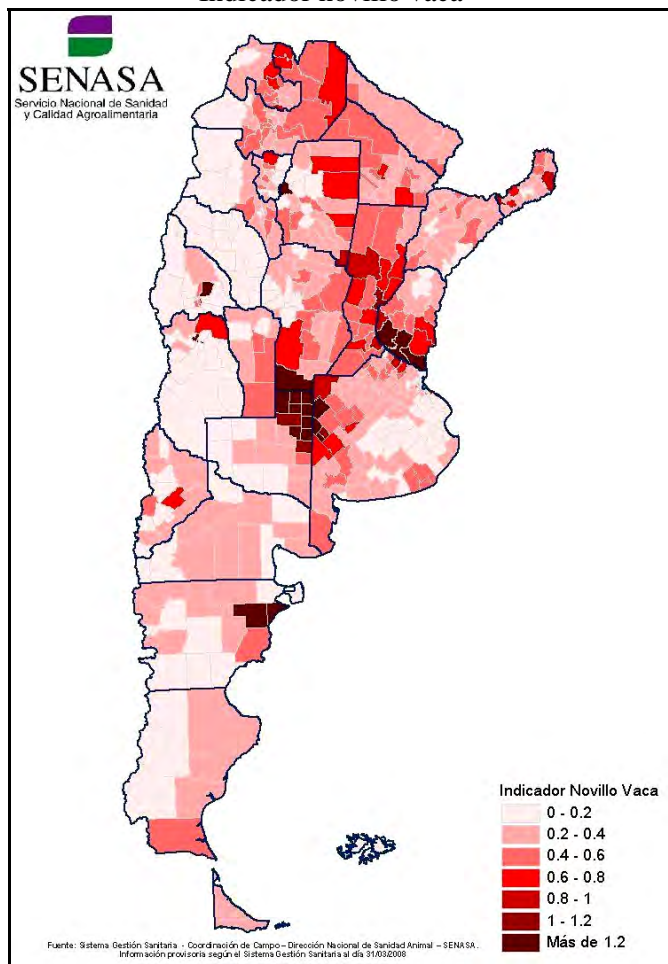 Indicador novillo vaca
SENASA
Servicio Nacional de Sanidad
y Calidad Agroalimentaria
Indicador Novillo Vaca
0 - 0.2
0.2 - 0.4
0.4 - 0.6
0.6 - 0.8
0.8 - 1
1 - 1.2
Más de 1.2
Fuente: Sistema Gestión Sanitaria - Coordinación de Campo – Dirección Nacional de Sanidad Animal – SENASA.
Información provisoria según el Sistema Gestión Sanitaria al día 31/03/2008